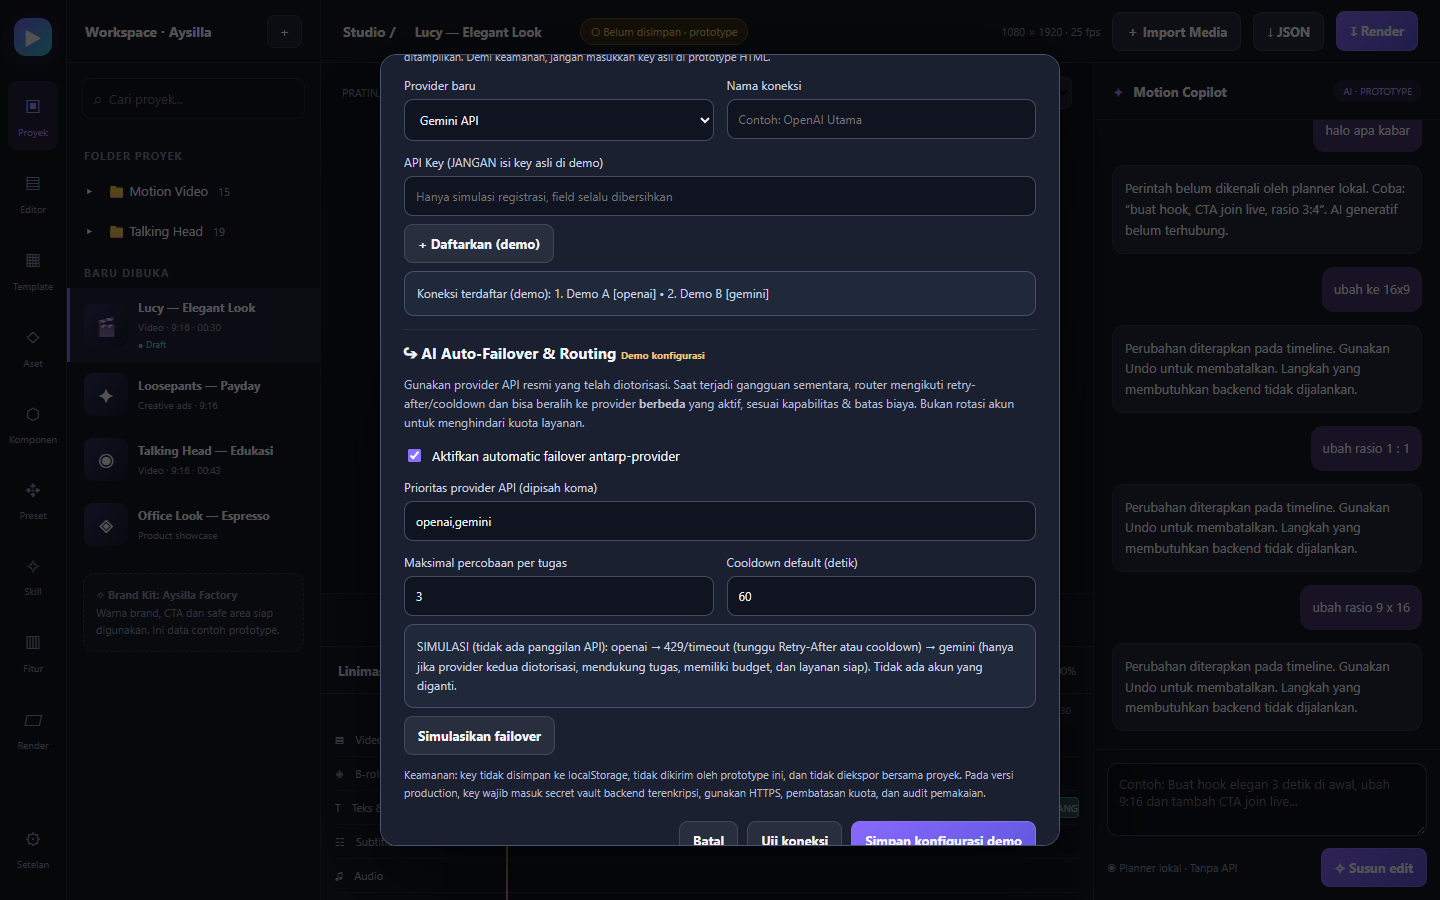 Workspace · Aysilla
+
Studio /
Lucy — Elegant Look
Belum disimpan · prototype
1080 × 1920 · 25 fps
+ Import Media
↓ JSON
↧ Render
Proyek
Editor
Template
Aset
Komponen
Preset
Skill
Fitur
Render
Setelan
Cari proyek...
FOLDER PROYEK
Motion Video 15
Talking Head 19
BARU DIBUKA
Lucy — Elegant Look
Video · 9:16 · 00:30
● Draft
Loosepants — Payday
Creative ads · 9:16
Talking Head — Edukasi
Video · 9:16 · 00:43
Office Look — Espresso
Product showcase
✧ Brand Kit: Aysilla Factory
Warna brand, CTA dan safe area siap
digunakan. Ini data contoh prototype.
PRATIN
Linima
Video
B-rol
T Teks &
Subtit
Audio
ditampilkan. Demi keamanan, jangan masukkan key asli di prototype HTML.
Provider baru
Nama koneksi
Gemini API
Contoh: OpenAI Utama
API Key (JANGAN isi key asli di demo)
Hanya simulasi registrasi, field selalu dibersihkan
+ Daftarkan (demo)
Koneksi terdaftar (demo): 1. Demo A [openai] • 2. Demo B [gemini]
↪ AI Auto-Failover & Routing Demo konfigurasi
Gunakan provider API resmi yang telah diotorisasi. Saat terjadi gangguan sementara, router mengikuti retry-
after/cooldown dan bisa beralih ke provider berbeda yang aktif, sesuai kapabilitas & batas biaya. Bukan rotasi akun
untuk menghindari kuota layanan.
Aktifkan automatic failover antarp-provider
Prioritas provider API (dipisah koma)
openai,gemini
Maksimal percobaan per tugas
Cooldown default (detik)
3
60
SIMULASI (tidak ada panggilan API): openai → 429/timeout (tunggu Retry-After atau cooldown) → gemini (hanya
jika provider kedua diotorisasi, mendukung tugas, memiliki budget, dan layanan siap). Tidak ada akun yang
diganti.
Simulasikan failover
Keamanan: key tidak disimpan ke localStorage, tidak dikirim oleh prototype ini, dan tidak diekspor bersama proyek. Pada versi
production, key wajib masuk secret vault backend terenkripsi, gunakan HTTPS, pembatasan kuota, dan audit pemakaian.
Batal
Uji koneksi
Simpan konfigurasi demo
0%
30
ANG
✦ Motion Copilot
AI · PROTOTYPE
halo apa kabar
Perintah belum dikenali oleh planner lokal. Coba:
“buat hook, CTA join live, rasio 3:4”. AI generatif
belum terhubung.
ubah ke 16x9
Perubahan diterapkan pada timeline. Gunakan
Undo untuk membatalkan. Langkah yang
membutuhkan backend tidak dijalankan.
ubah rasio 1 : 1
Perubahan diterapkan pada timeline. Gunakan
Undo untuk membatalkan. Langkah yang
membutuhkan backend tidak dijalankan.
ubah rasio 9 x 16
Perubahan diterapkan pada timeline. Gunakan
Undo untuk membatalkan. Langkah yang
membutuhkan backend tidak dijalankan.
Contoh: Buat hook elegan 3 detik di awal, ubah
9:16 dan tambah CTA join live...
Planner lokal · Tanpa API
✧ Susun edit